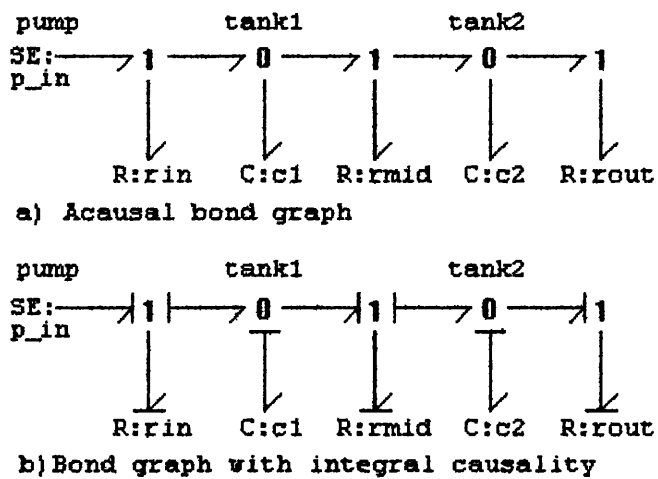 pump tank1 tank2
SE: 1 0 1 0 1
p_in
R:rin C:c1 R:rmid C:c2 R:rout
a) Acausal bond graph
pump tank1 tank2
SE: 1 0 1 0 1
p_in
R:rin C:c1 R:rmid C:c2 R:rout
b) Bond graph with integral causality